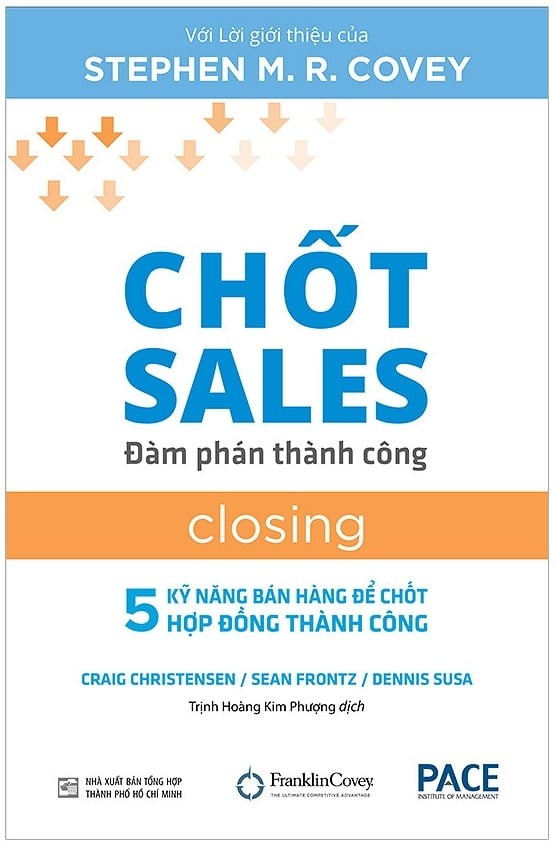 Với Lời giới thiệu của
STEPHEN M. R. COVEY
CHỐT
SALES
Đàm phán thành công
closing
5 KỸ NĂNG BÁN HÀNG ĐỂ CHỐT
HỢP ĐỒNG THÀNH CÔNG
CRAIG CHRISTENSEN / SEAN FRONTZ / DENNIS SUSA
Trịnh Hoàng Kim Phượng dịch
NHÀ XUẤT BẢN TỔNG HỢP
THÀNH PHỐ HỒ CHÍ MINH
FranklinCovey.
THE ULTIMATE COMPETITIVE ADVANTAGE
PACE
INSTITUTE OF MANAGEMENT